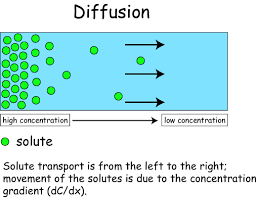 Diffusion
high concentration
low concentration
solute
Solute transport is from the left to the right;
movement of the solutes is due to the concentration
gradient (dC/dx).